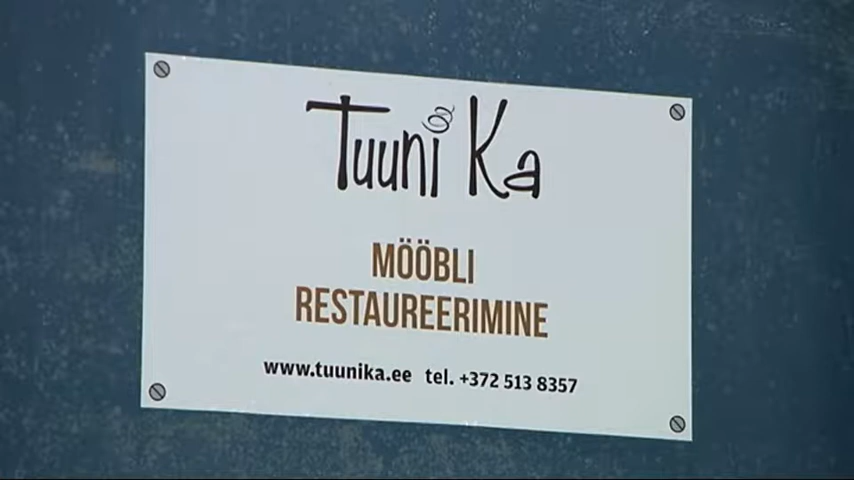 Tuuni Ka
MÖÖBLI
RESTAUREERIMINE
www.tuunika.ee tel. +372 513 8357